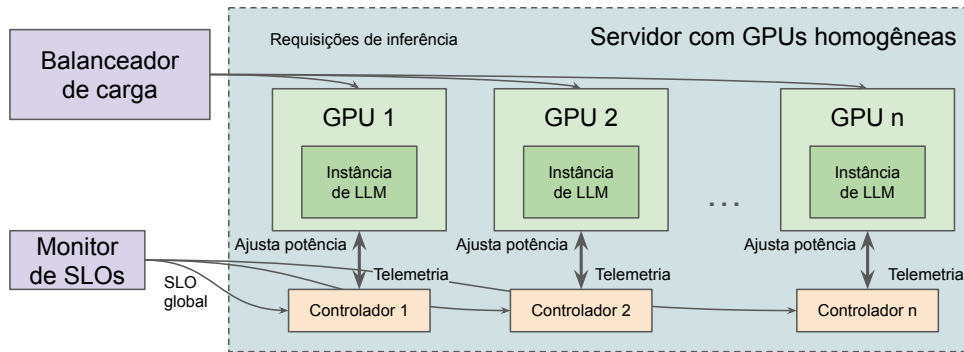 Requisições de inferência
Servidor com GPUs homogêneas
Balanceador
de carga
GPU 1
GPU 2
GPU n
Instância
de LLM
Instância
de LLM
Instância
de LLM
...
Monitor
de SLOs
Ajusta potência
Ajusta potência
Ajusta potência
SLO
global
Telemetria
Telemetria
Telemetria
Controlador 1
Controlador 2
Controlador n